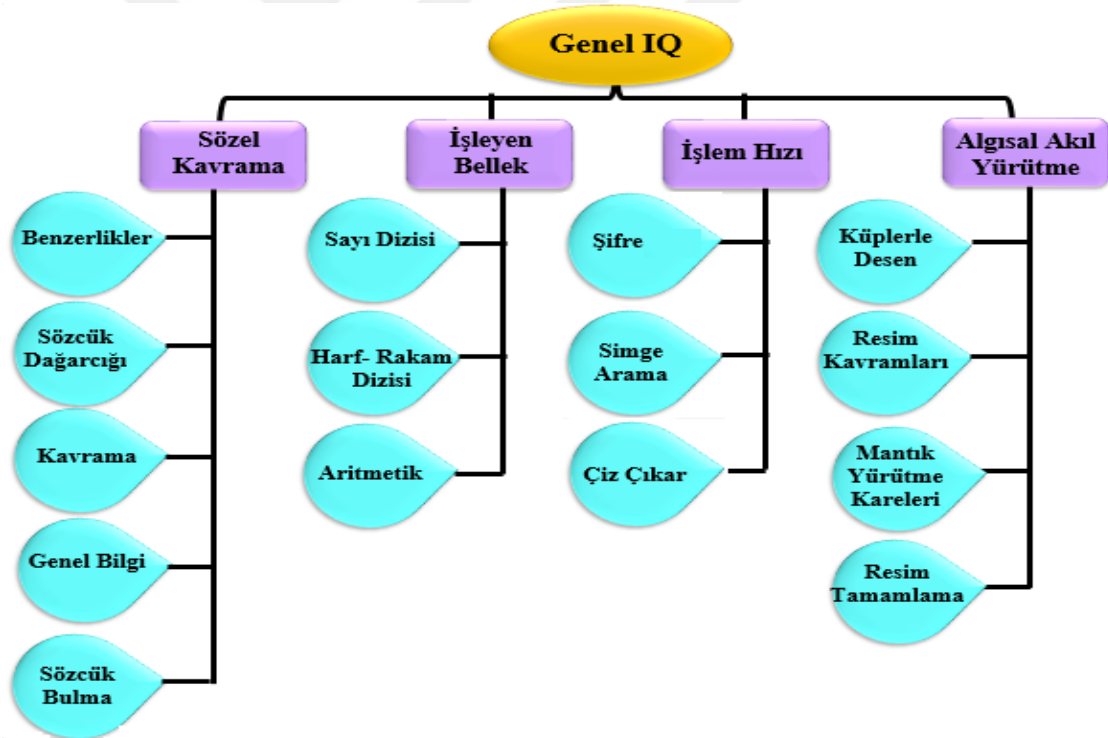 Genel IQ
Sözel
Kavrama
İşleyen
Bellek
İşlem Hızı
Algısal Akıl
Yürütme
Benzerlikler
Sözcük
Dağarcığı
Kavrama
Genel Bilgi
Sözcük
Bulma
Sayı Dizisi
Harf- Rakam
Dizisi
Aritmetik
Şifre
Simge
Arama
Çiz Çıkar
Küplerle
Desen
Resim
Kavramları
Mantık
Yürütme
Kareleri
Resim
Tamamlama